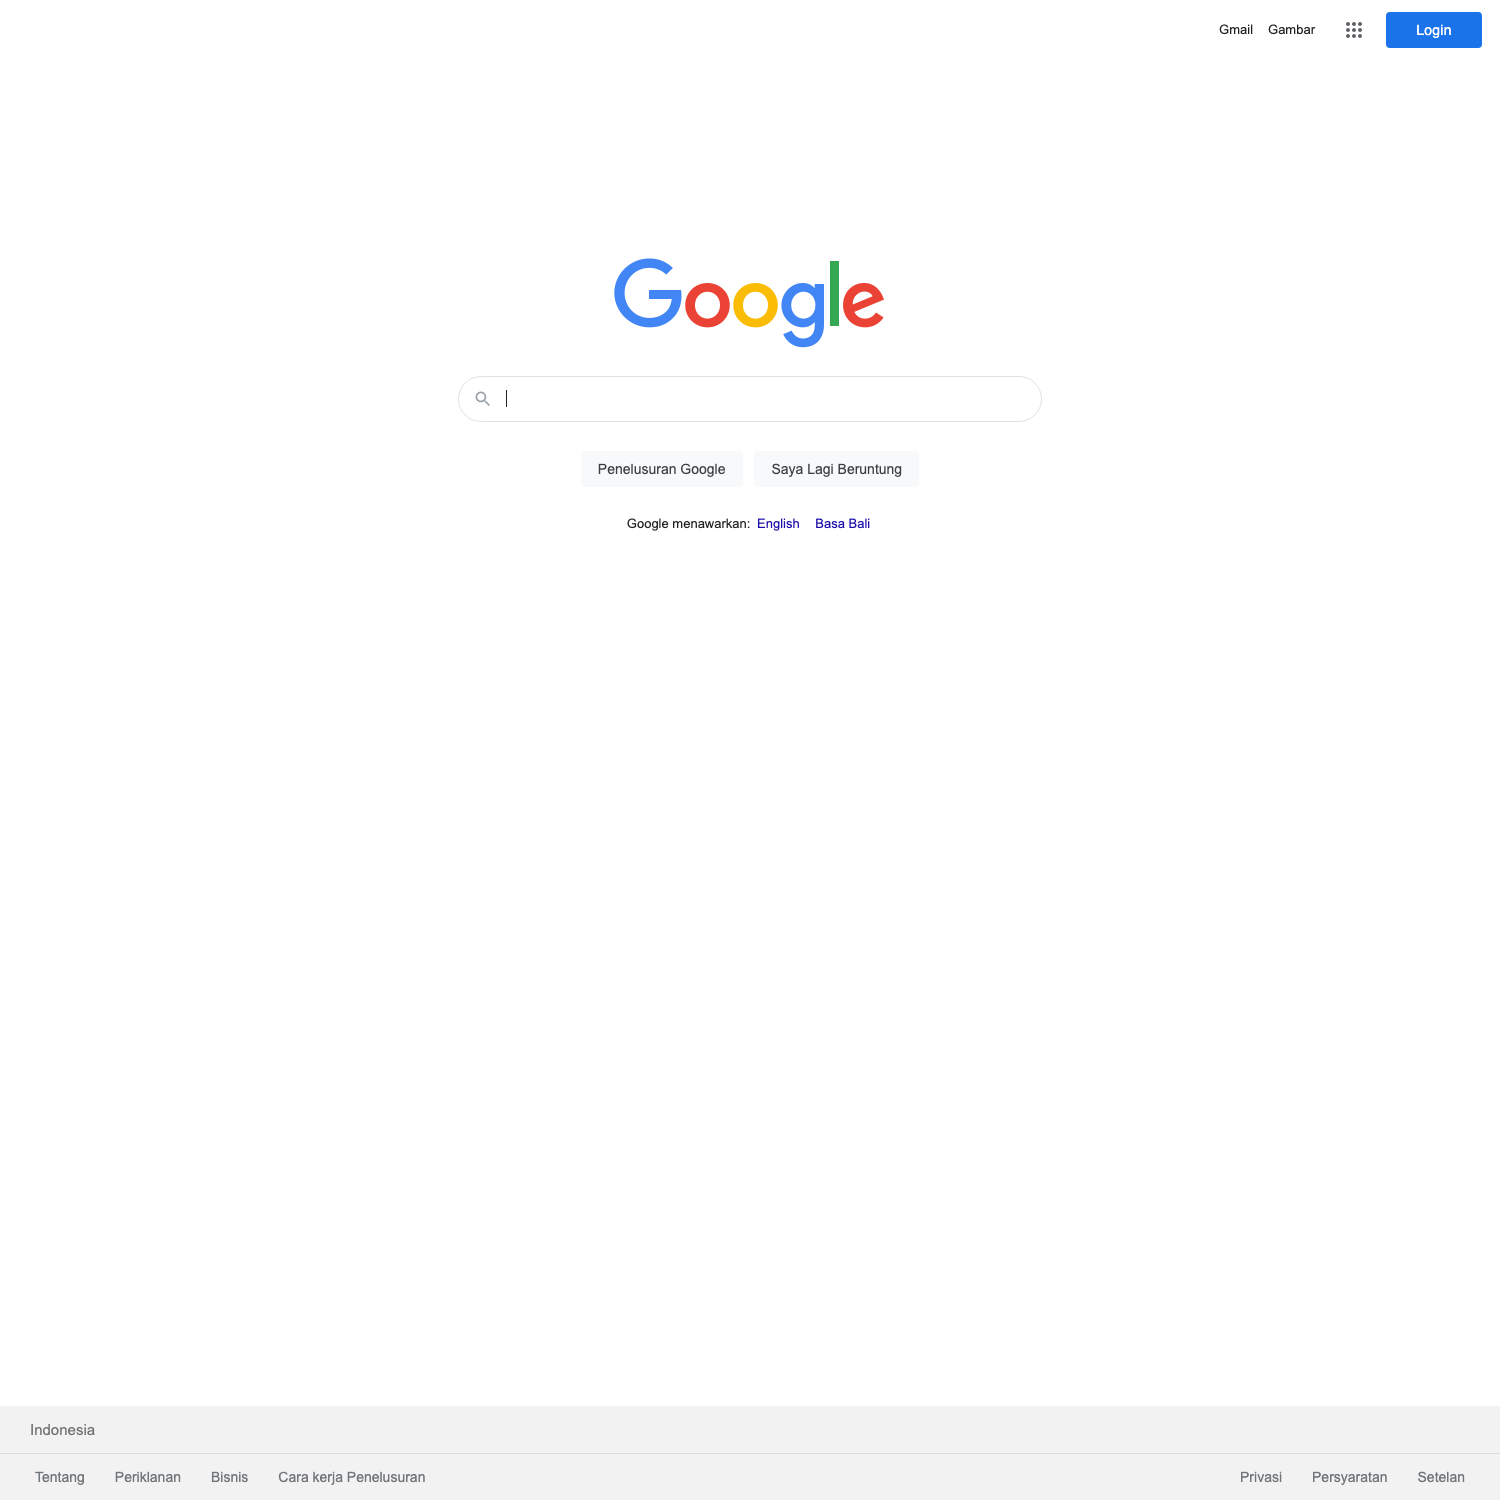 Gmail Gambar Login
Google
Penelusuran Google Saya Lagi Beruntung
Google menawarkan: English Basa Bali
Indonesia
Tentang Periklanan Bisnis Cara kerja Penelusuran Privasi Persyaratan Setelan